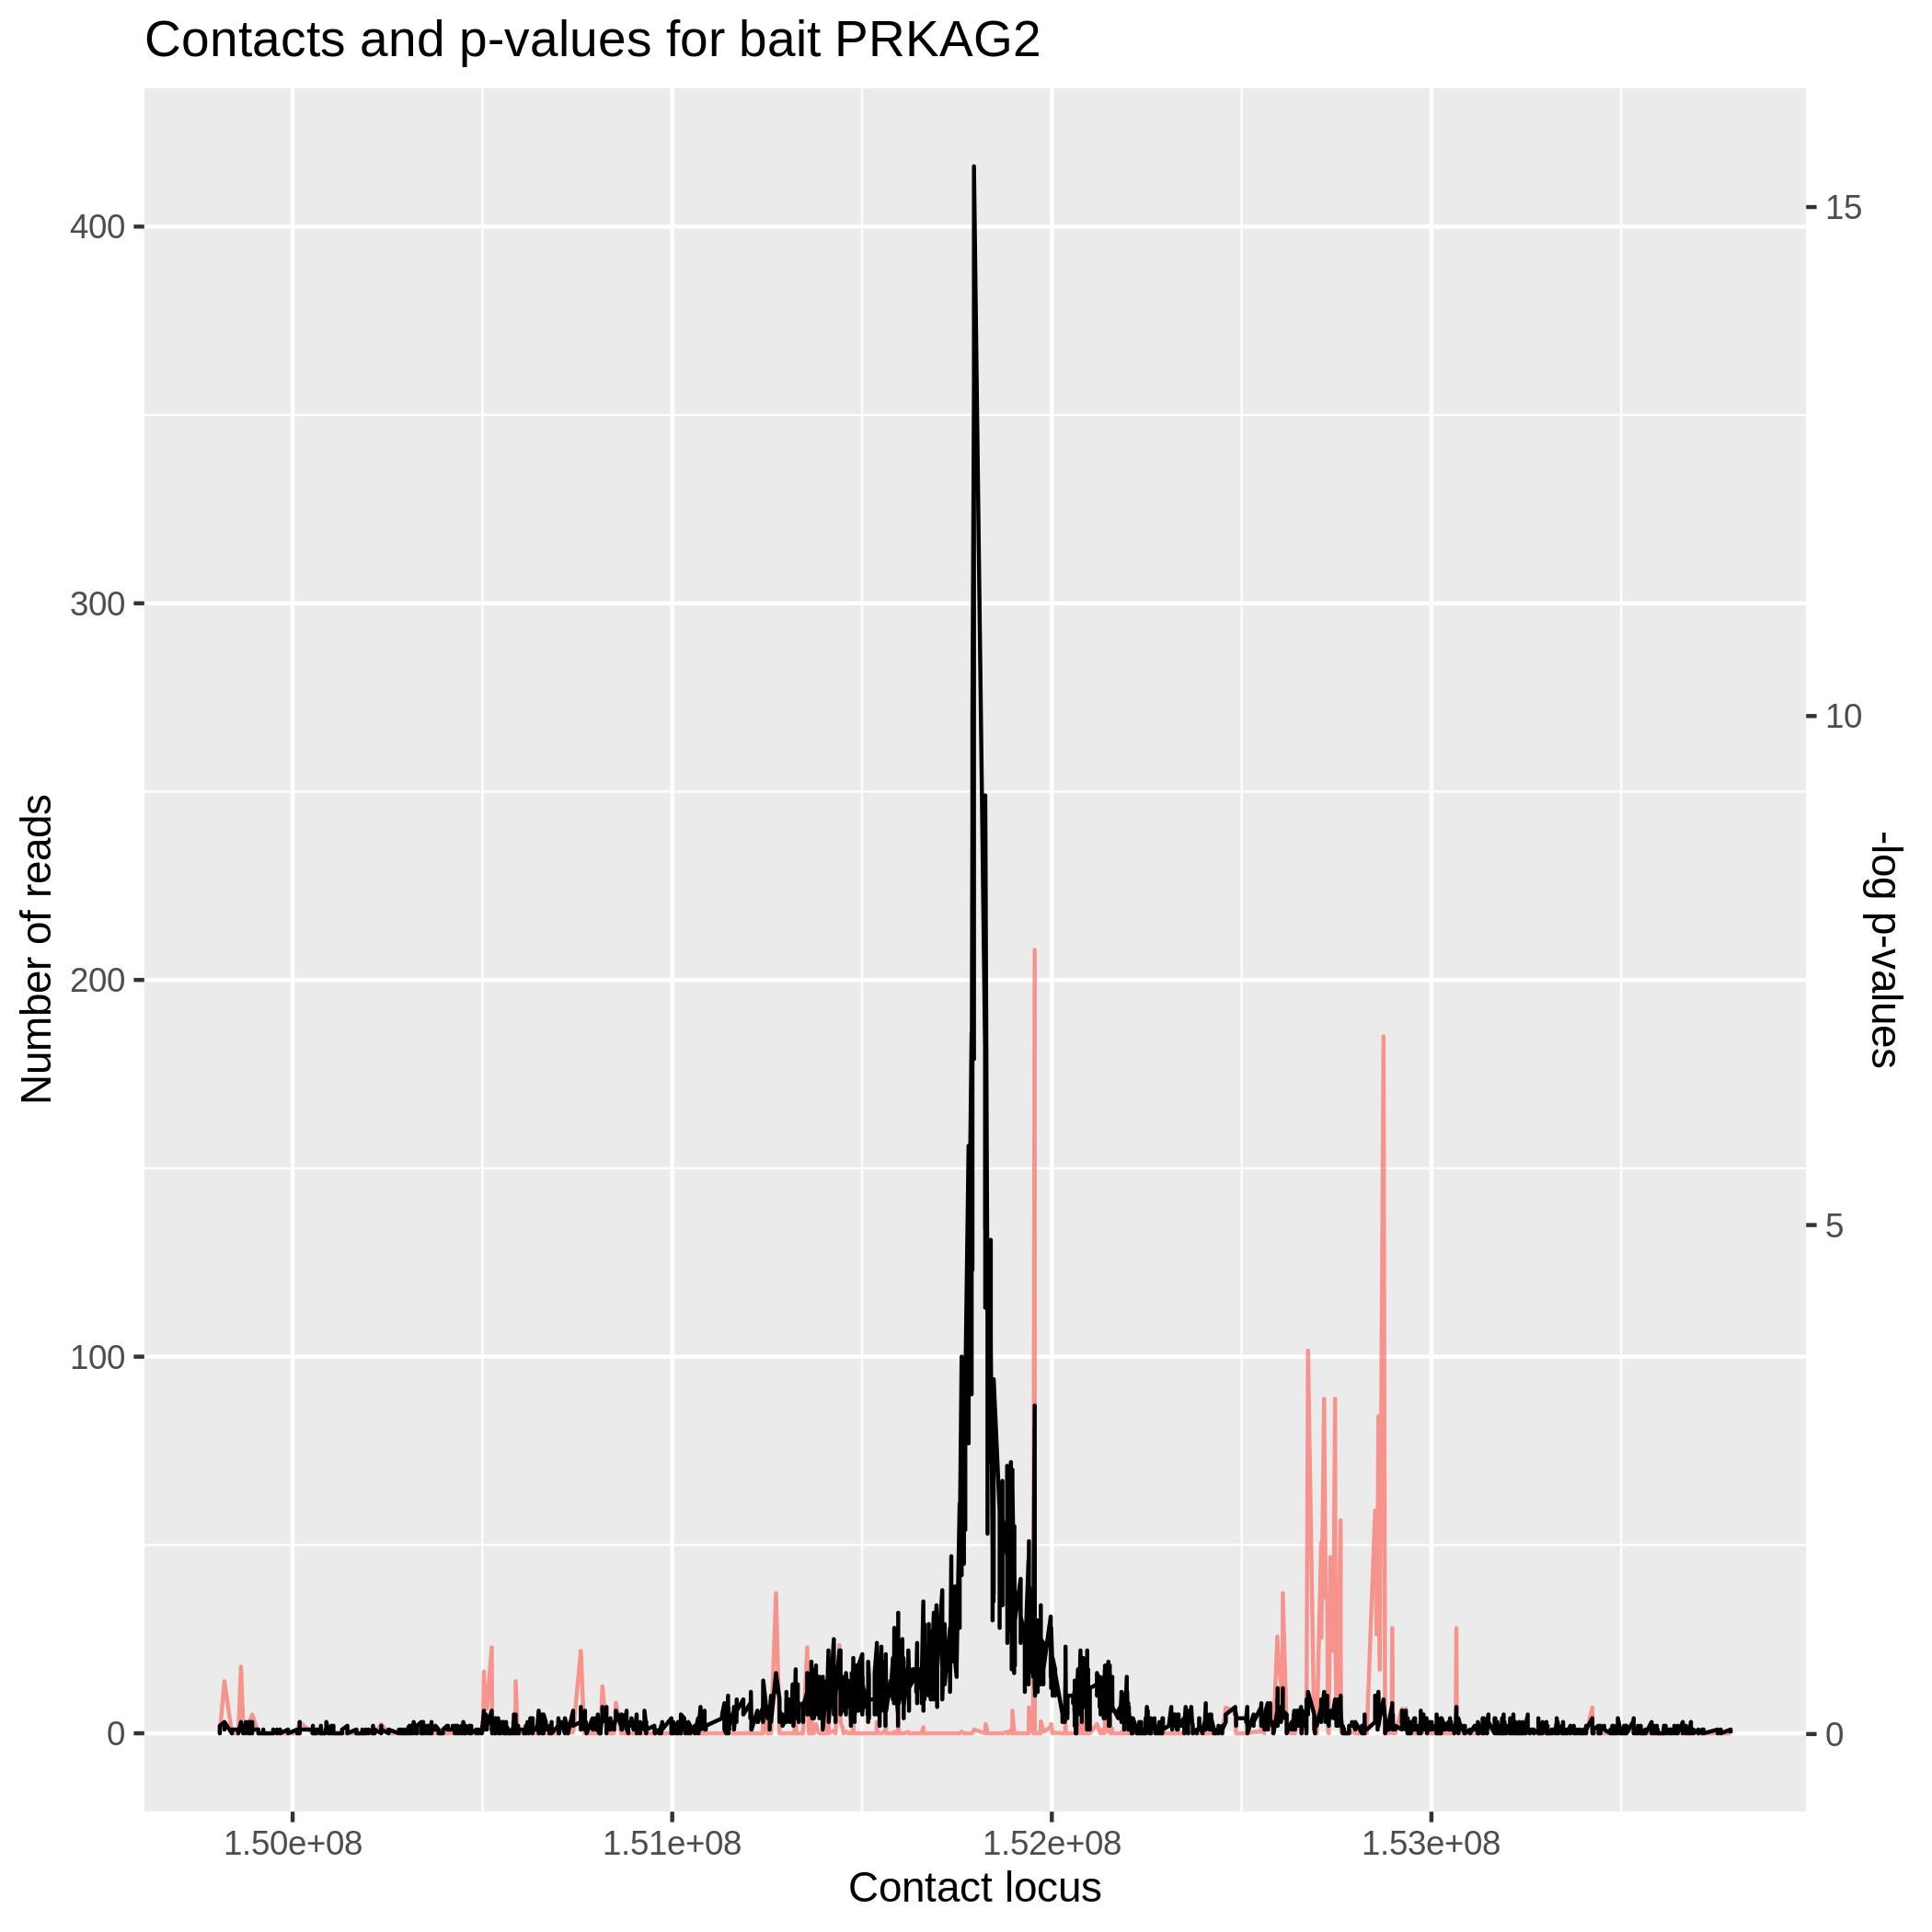 Contacts and p-values for bait PRKAG2
400
300
200
100
0
Number of reads
15
10
5
0
-log p-values
1.50e+08
1.51e+08
1.52e+08
1.53e+08
Contact locus